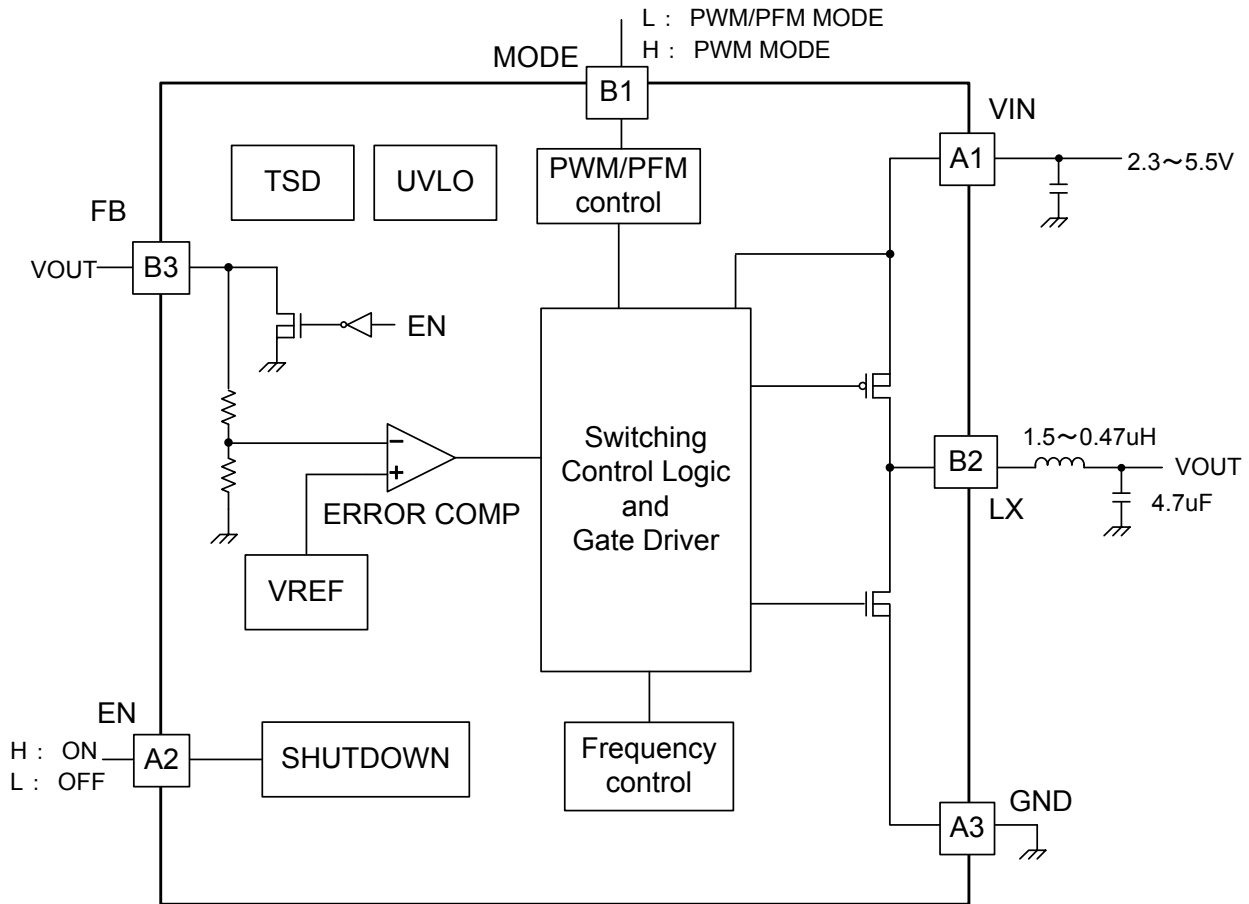 L : PWM/PFM MODE
H : PWM MODE
MODE
B1
VIN
A1
2.3～5.5V
TSD
UVLO
PWM/PFM
control
FB
VOUT
B3
EN
Switching
Control Logic
and
Gate Driver
1.5～0.47uH
B2
VOUT
LX
4.7uF
−
+
ERROR COMP
VREF
EN
H : ON
L : OFF
A2
SHUTDOWN
Frequency
control
GND
A3